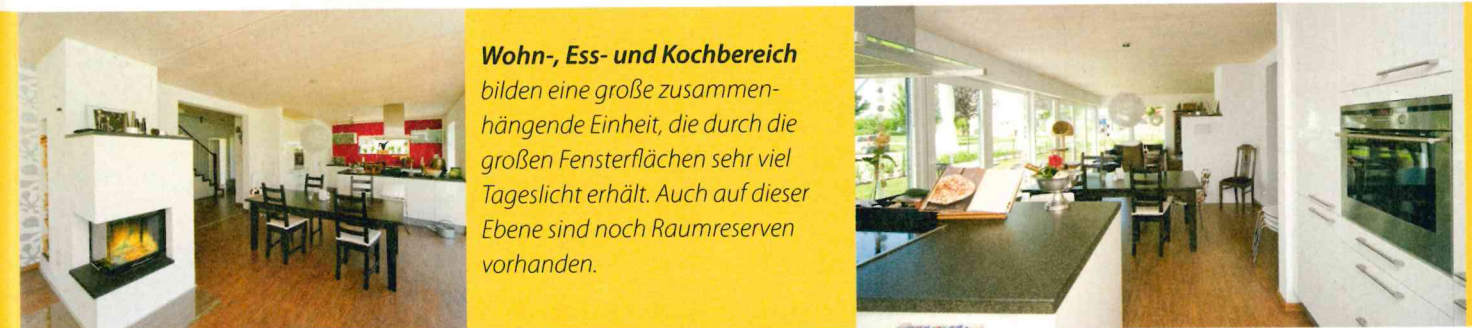 Wohn-, Ess- und Kochbereich
bilden eine große zusammen-
hängende Einheit, die durch die
großen Fensterflächen sehr viel
Tageslicht erhält. Auch auf dieser
Ebene sind noch Raumreserven
vorhanden.